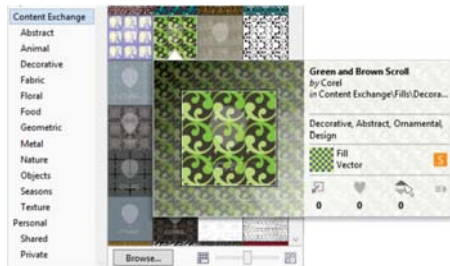 Content Exchange
Abstract
Animal
Decorative
Fabric
Floral
Food
Geometric
Metal
Nature
Objects
Seasons
Texture
Personal
Shared
Private
Browse...
Green and Brown Scroll
by Corel
in Content Exchange\Fills\Decora...
Decorative, Abstract, Ornamental,
Design
Fill
Vector
S
0 0 0